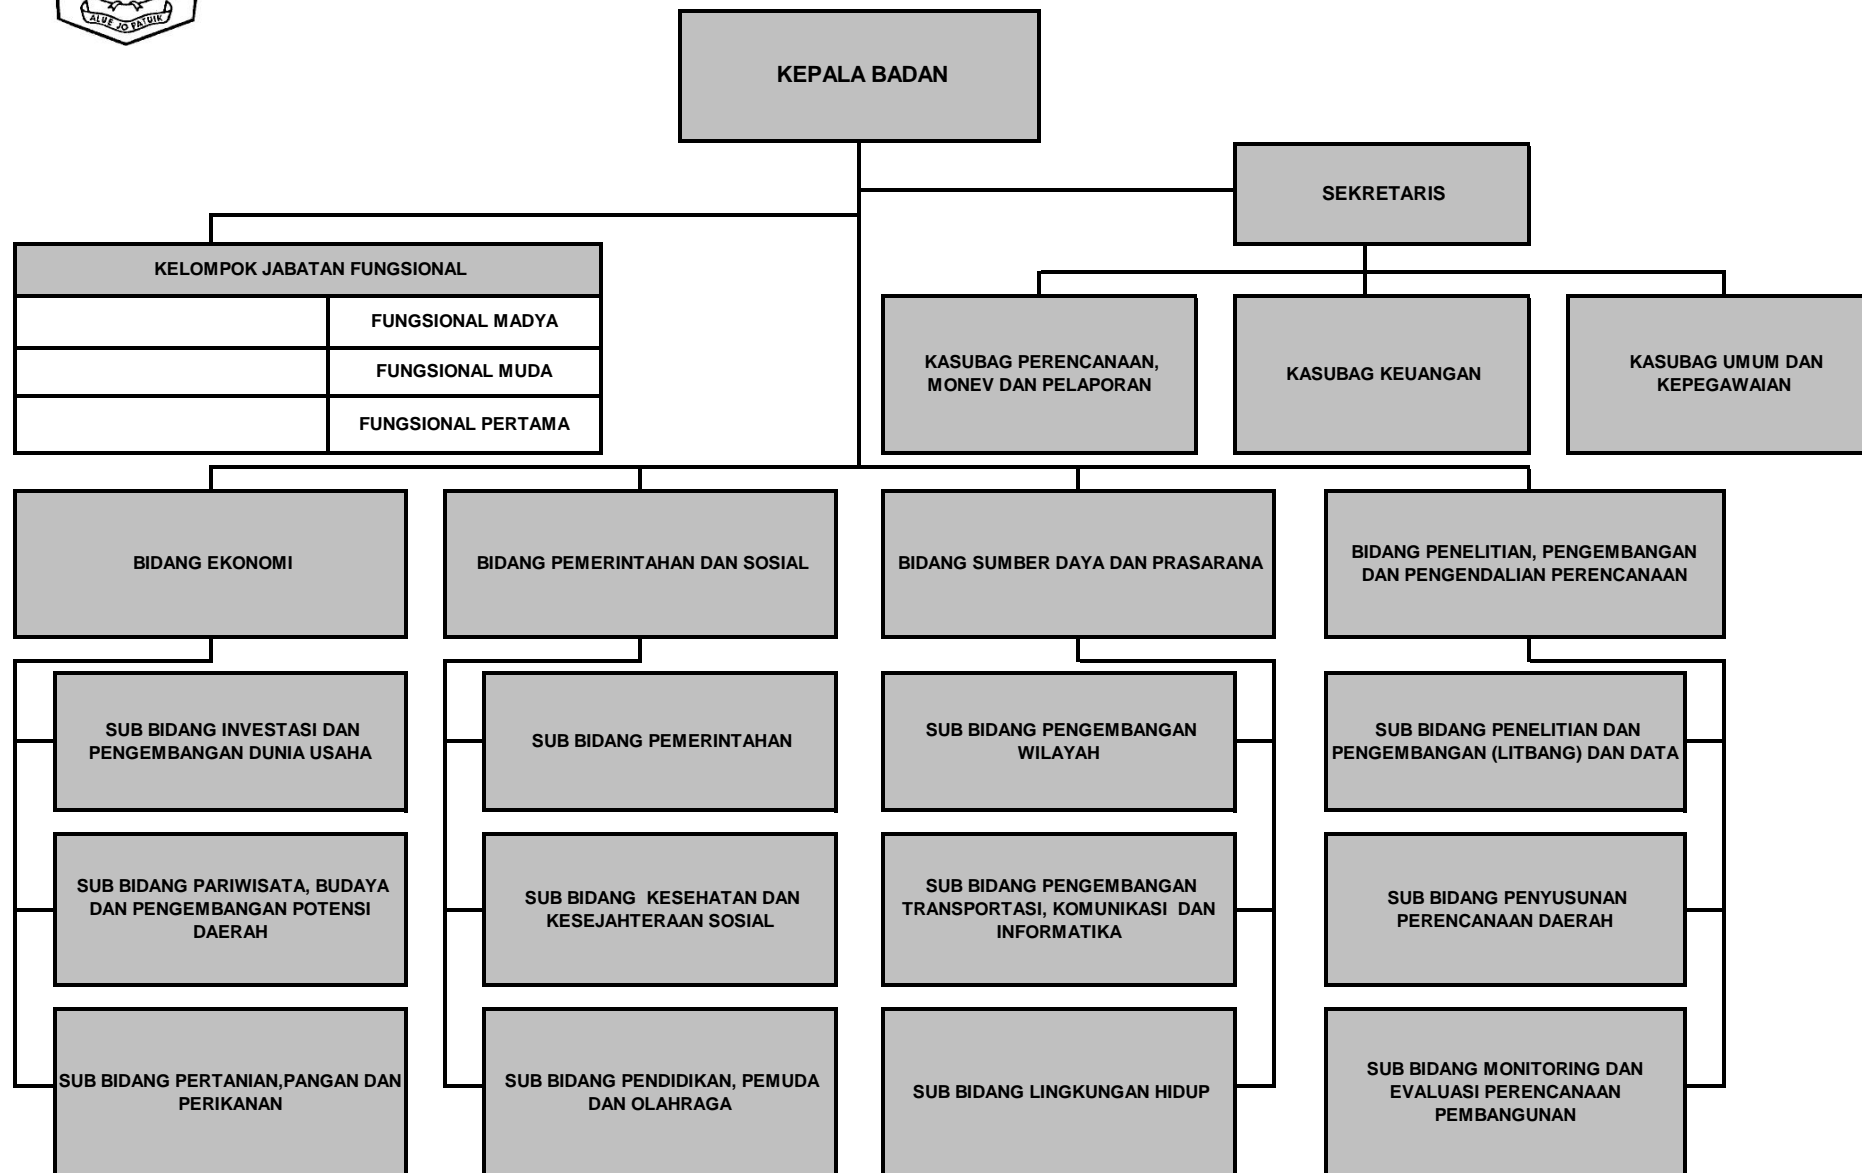 ALUE JO PATUIK
KEPALA BADAN
SEKRETARIS
KELOMPOK JABATAN FUNGSIONAL
FUNGSIONAL MADYA
FUNGSIONAL MUDA
FUNGSIONAL PERTAMA
KASUBAG PERENCANAAN,
MONEV DAN PELAPORAN
KASUBAG KEUANGAN
KASUBAG UMUM DAN
KEPEGAWAIAN
BIDANG EKONOMI
BIDANG PEMERINTAHAN DAN SOSIAL
BIDANG SUMBER DAYA DAN PRASARANA
BIDANG PENELITIAN, PENGEMBANGAN
DAN PENGENDALIAN PERENCANAAN
SUB BIDANG INVESTASI DAN
PENGEMBANGAN DUNIA USAHA
SUB BIDANG PEMERINTAHAN
SUB BIDANG PENGEMBANGAN
WILAYAH
SUB BIDANG PENELITIAN DAN
PENGEMBANGAN (LITBANG) DAN DATA
SUB BIDANG PARIWISATA, BUDAYA
DAN PENGEMBANGAN POTENSI
DAERAH
SUB BIDANG  KESEHATAN DAN
KESEJAHTERAAN SOSIAL
SUB BIDANG PENGEMBANGAN
TRANSPORTASI, KOMUNIKASI  DAN
INFORMATIKA
SUB BIDANG PENYUSUNAN
PERENCANAAN DAERAH
SUB BIDANG PERTANIAN,PANGAN DAN
PERIKANAN
SUB BIDANG PENDIDIKAN, PEMUDA
DAN OLAHRAGA
SUB BIDANG LINGKUNGAN HIDUP
SUB BIDANG MONITORING DAN
EVALUASI PERENCANAAN
PEMBANGUNAN